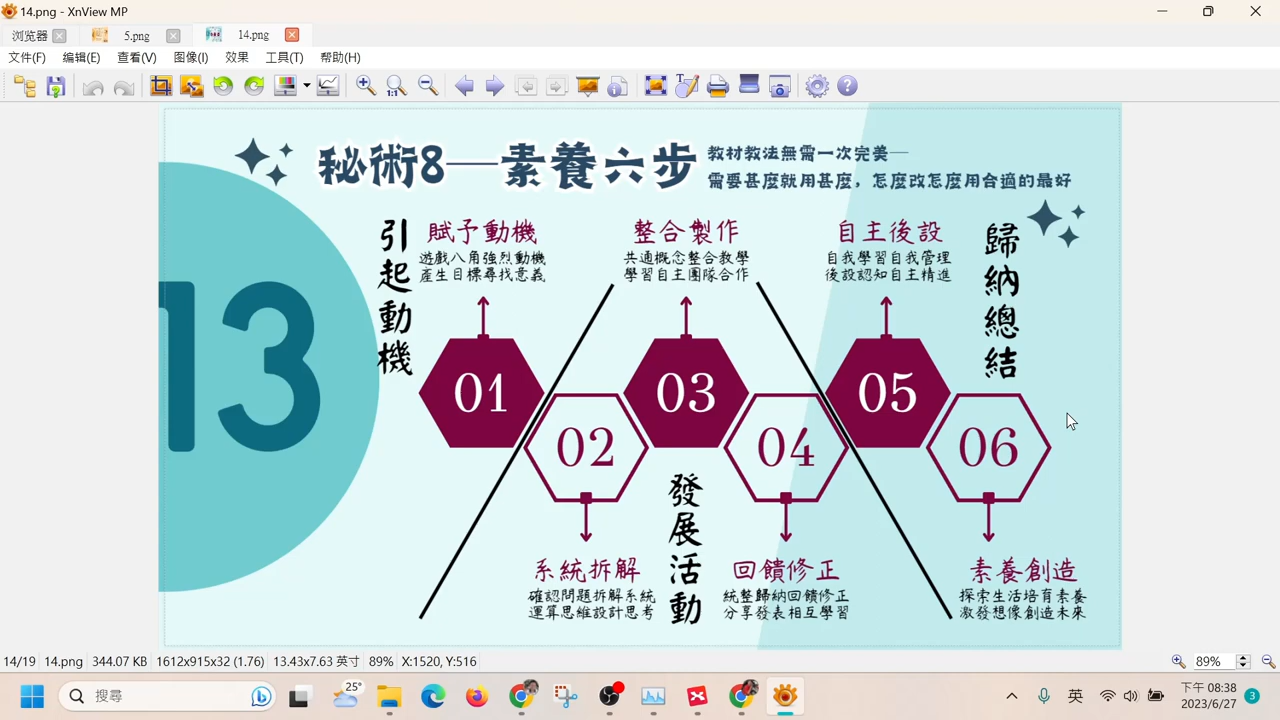 14.png - XnView MP
浏览器
5.png
14.png
文件(F) 编辑(E) 查看(V) 图像(I) 效果 工具(T) 帮助(H)
1:1
秘術8—素養六步
教材教法無需一次完美—
需要甚麼就用甚麼，怎麼改怎麼用合適的最好
13
引起動機
賦予動機
遊戲八角強烈動機
產生目標尋找意義
整合製作
共通概念整合教學
學習自主團隊合作
自主後設
自我學習自我管理
後設認知自主精進
歸納總結
01
02
03
04
05
06
發展活動
系統拆解
確認問題拆解系統
運算思維設計思考
回饋修正
統整歸納回饋修正
分享發表相互學習
素養創造
探索生活培育素養
激發想像創造未來
14/19 14.png 344.07 KB 1612x915x32 (1.76) 13.43x7.63 英寸 89% X:1520, Y:516
89%
搜尋
25°
英
下午 08:38
2023/6/27
3